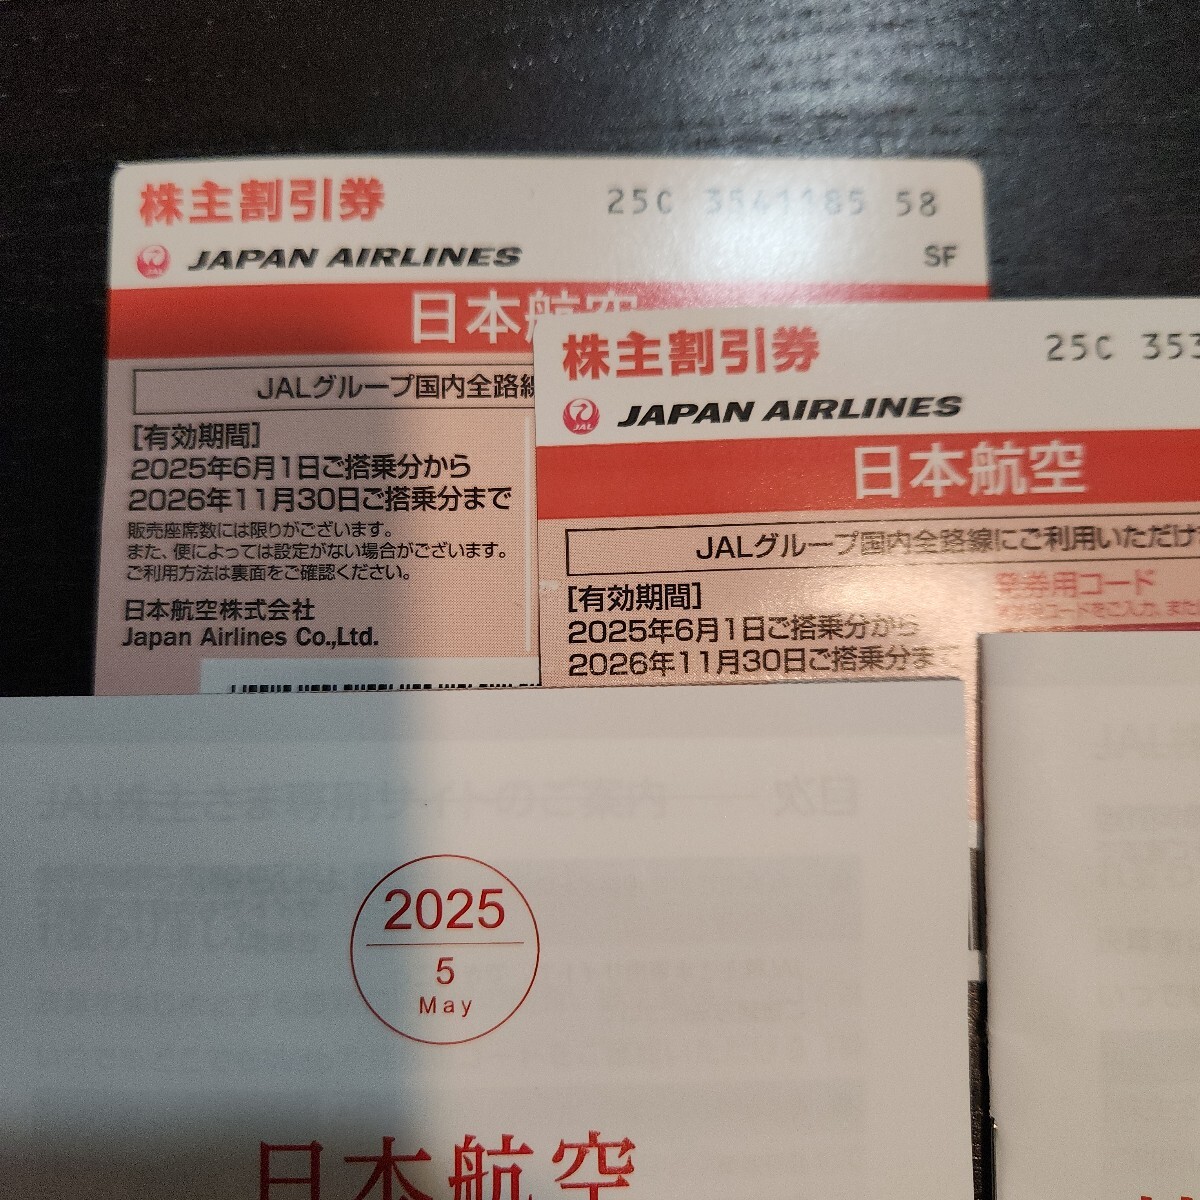 株主割引券
25C 58
JAL
JAPAN AIRLINES
SF
日本航空
JALグループ国内全路線
[有効期間]
2025年6月1日ご搭乗分から
2026年11月30日ご搭乗分まで
販売座席数には限りがございます。
また、便によっては設定がない場合がございます。
ご利用方法は裏面をご確認ください。
日本航空株式会社
Japan Airlines Co.,Ltd.
株主割引券
25C 353
JAL
JAPAN AIRLINES
日本航空
JALグループ国内全路線にご利用いただけ
発券用コード
[有効期間]
2025年6月1日ご搭乗分から
2026年11月30日ご搭乗分まで
2025
5
May
日本航空